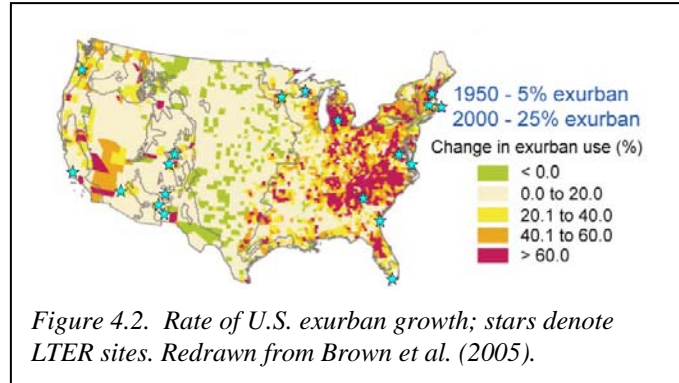 1950 - 5% exurban
2000 - 25% exurban
Change in exurban use (%)
< 0.0
0.0 to 20.0
20.1 to 40.0
40.1 to 60.0
> 60.0
Figure 4.2. Rate of U.S. exurban growth; stars denote
LTER sites. Redrawn from Brown et al. (2005).